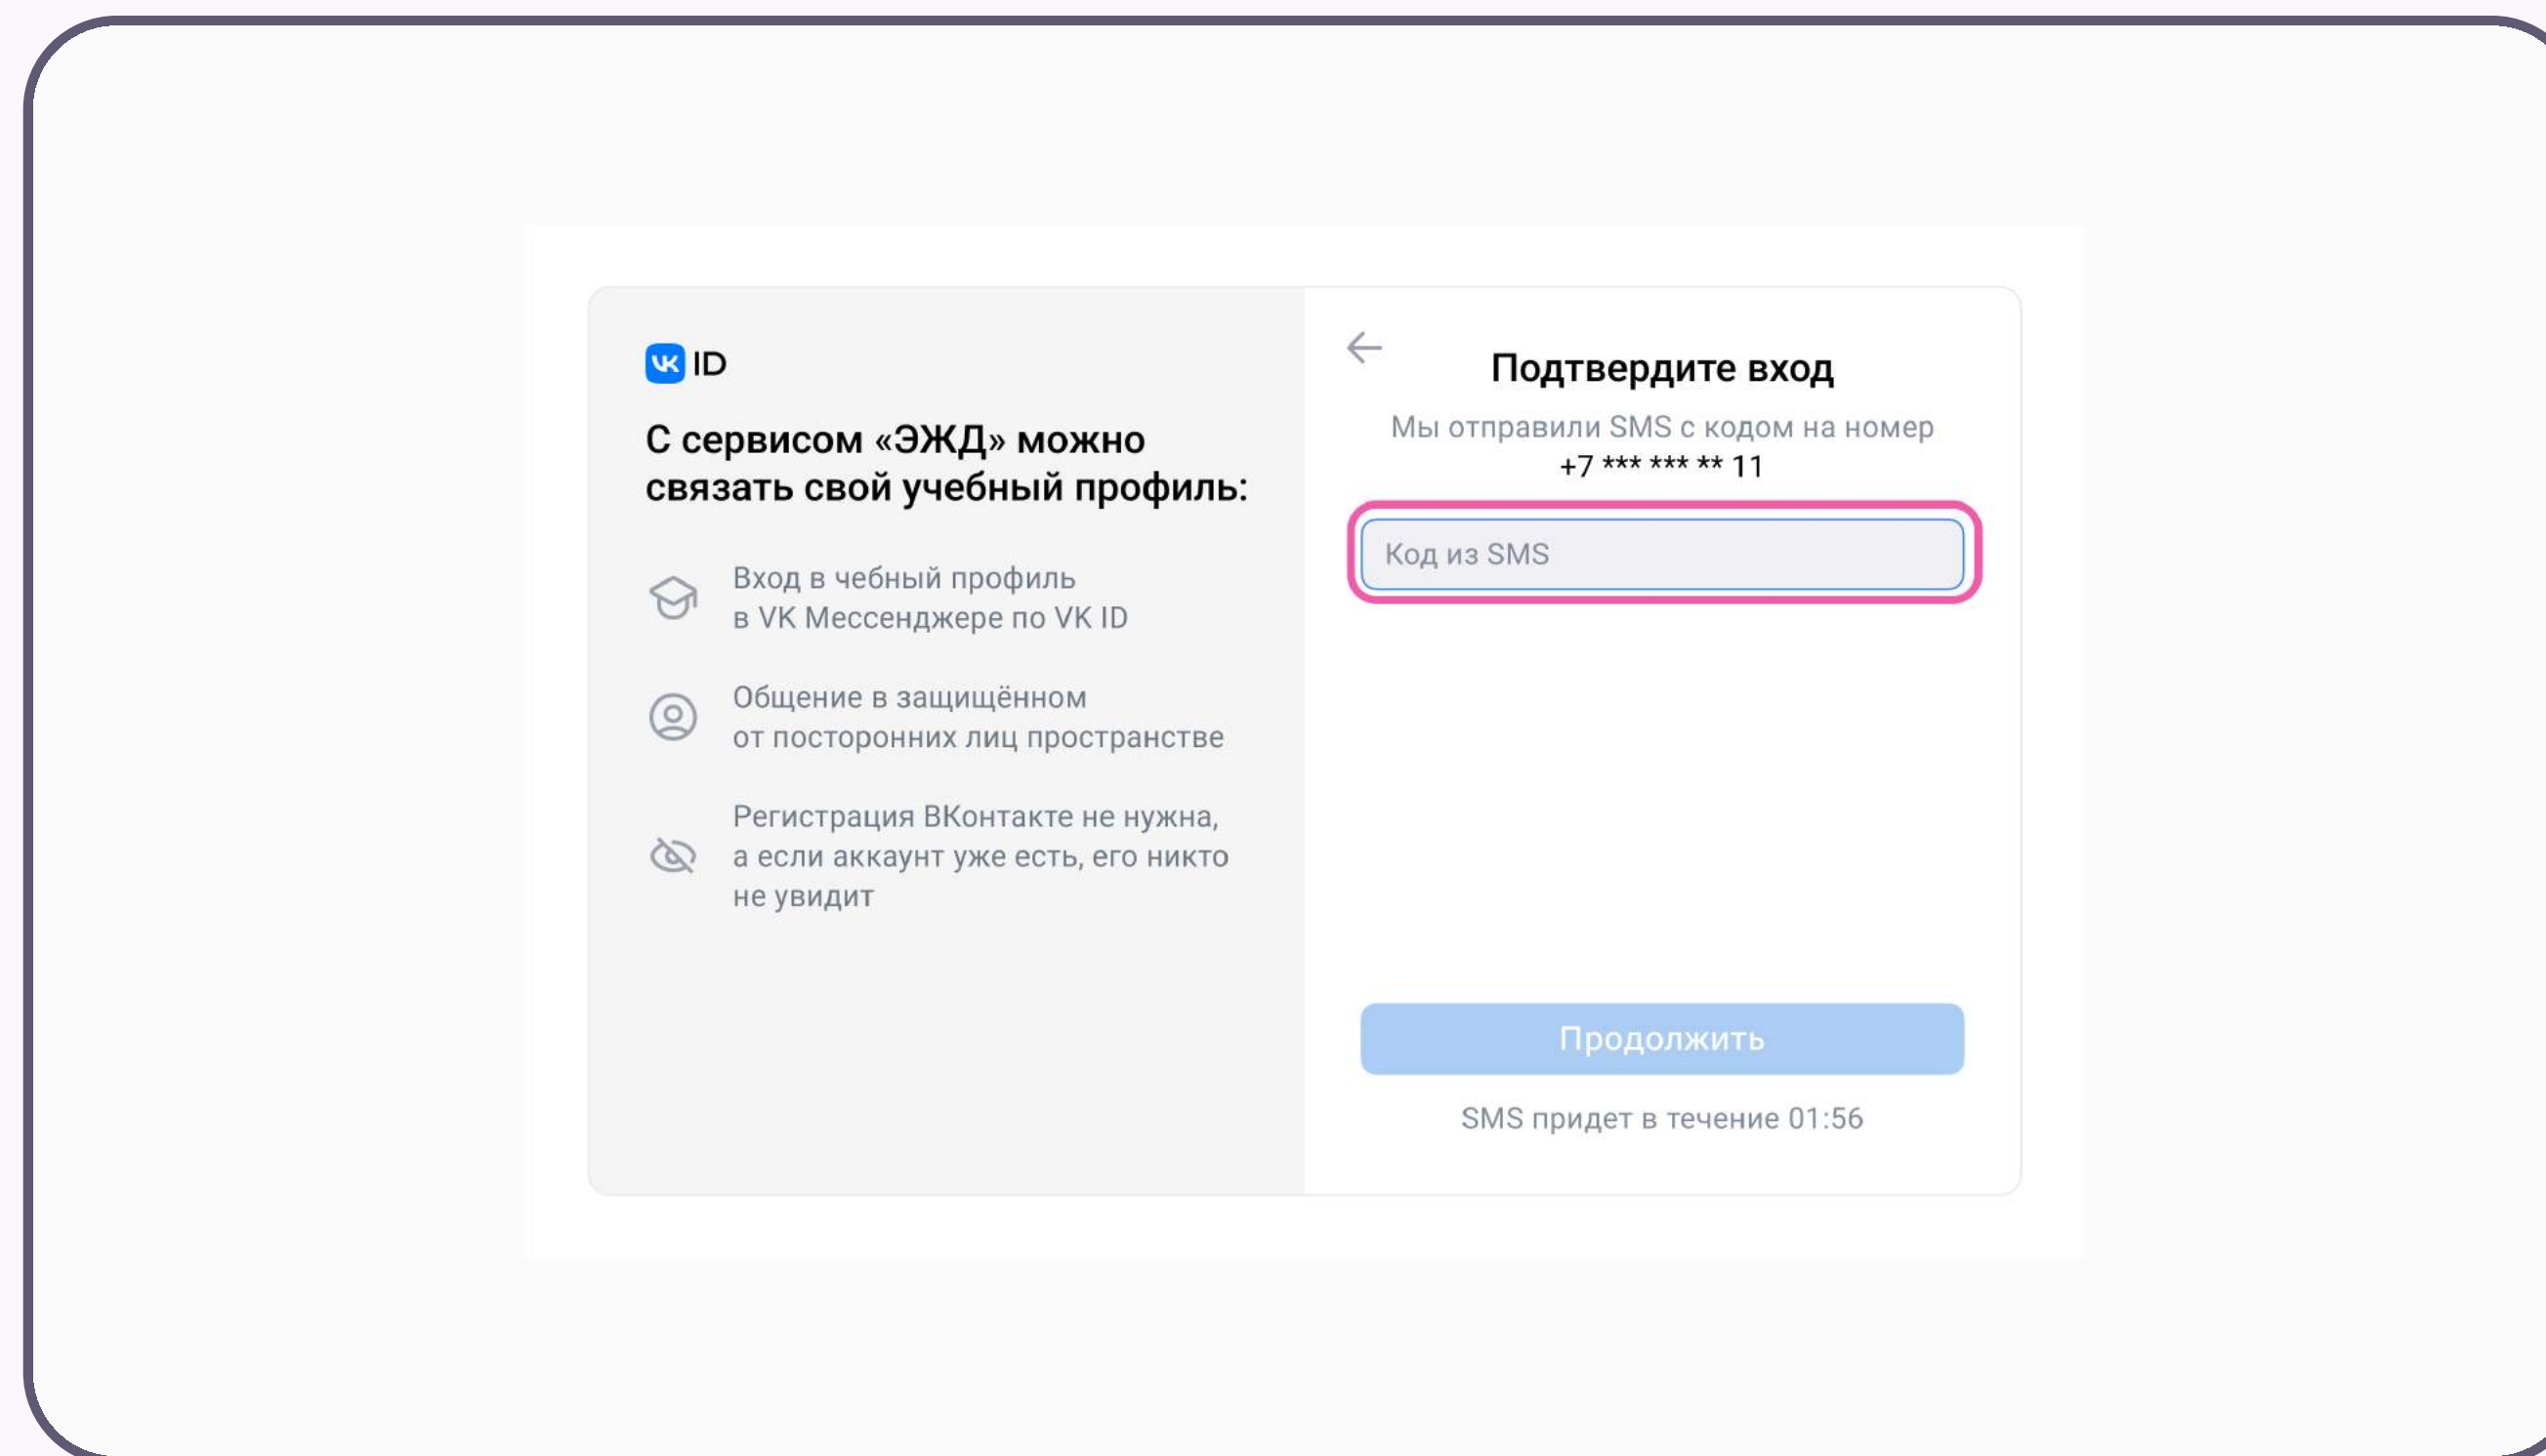 VK ID
С сервисом «ЭЖД» можно
связать свой учебный профиль:
Вход в чебный профиль
в VK Мессенджере по VK ID
Общение в защищённом
от посторонних лиц пространстве
Регистрация ВКонтакте не нужна,
а если аккаунт уже есть, его никто
не увидит
Подтвердите вход
Мы отправили SMS с кодом на номер
+7 *** *** ** 11
Код из SMS
Продолжить
SMS придет в течение 01:56